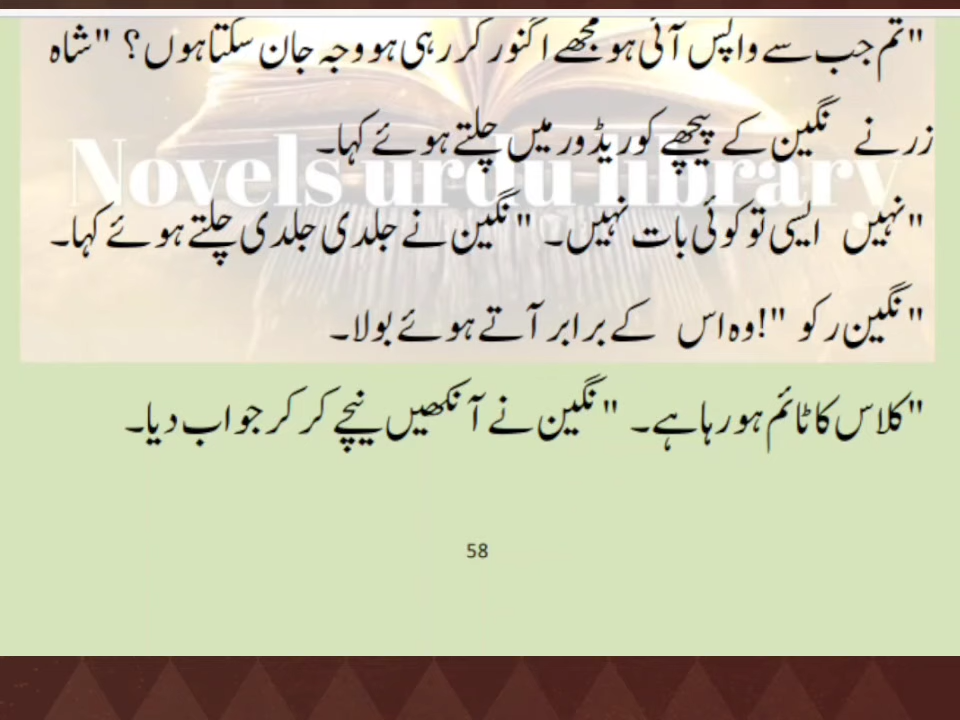 "تم جب سے واپس آئی ہو مجھے اگنور کر رہی ہو وجہ جان سکتا ہوں؟ "شاہ
زر نے نگین کے پیچھے کوریڈور میں چلتے ہوئے کہا۔
Novels urdu library
"نہیں ایسی تو کوئی بات نہیں۔ "نگین نے جلدی جلدی چلتے ہوئے کہا۔
"نگین رکو "!وہ اس کے برابر آتے ہوئے بولا۔
"کلاس کا ٹائم ہو رہا ہے۔ "نگین نے آنکھیں نیچے کر کر جواب دیا۔
58